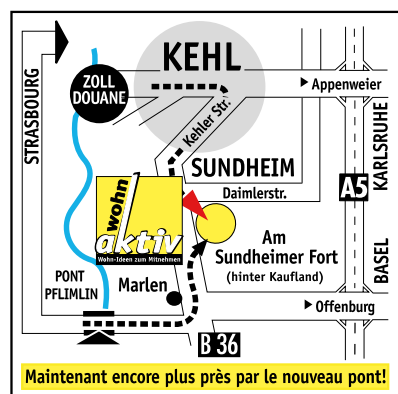 KEHL
ZOLL
DOUANE
Appenweier
STRASBOURG
Kehler Str.
KARLSRUHE
SUNDHEIM
Daimlerstr.
A5
wohn
aktiv
Wohn-Ideen zum Mitnehmen
Am
Sundheimer Fort
(hinter Kaufland)
BASEL
PONT
PFLIMLIN
Marlen
Offenburg
B 36
Maintenant encore plus près par le nouveau pont!